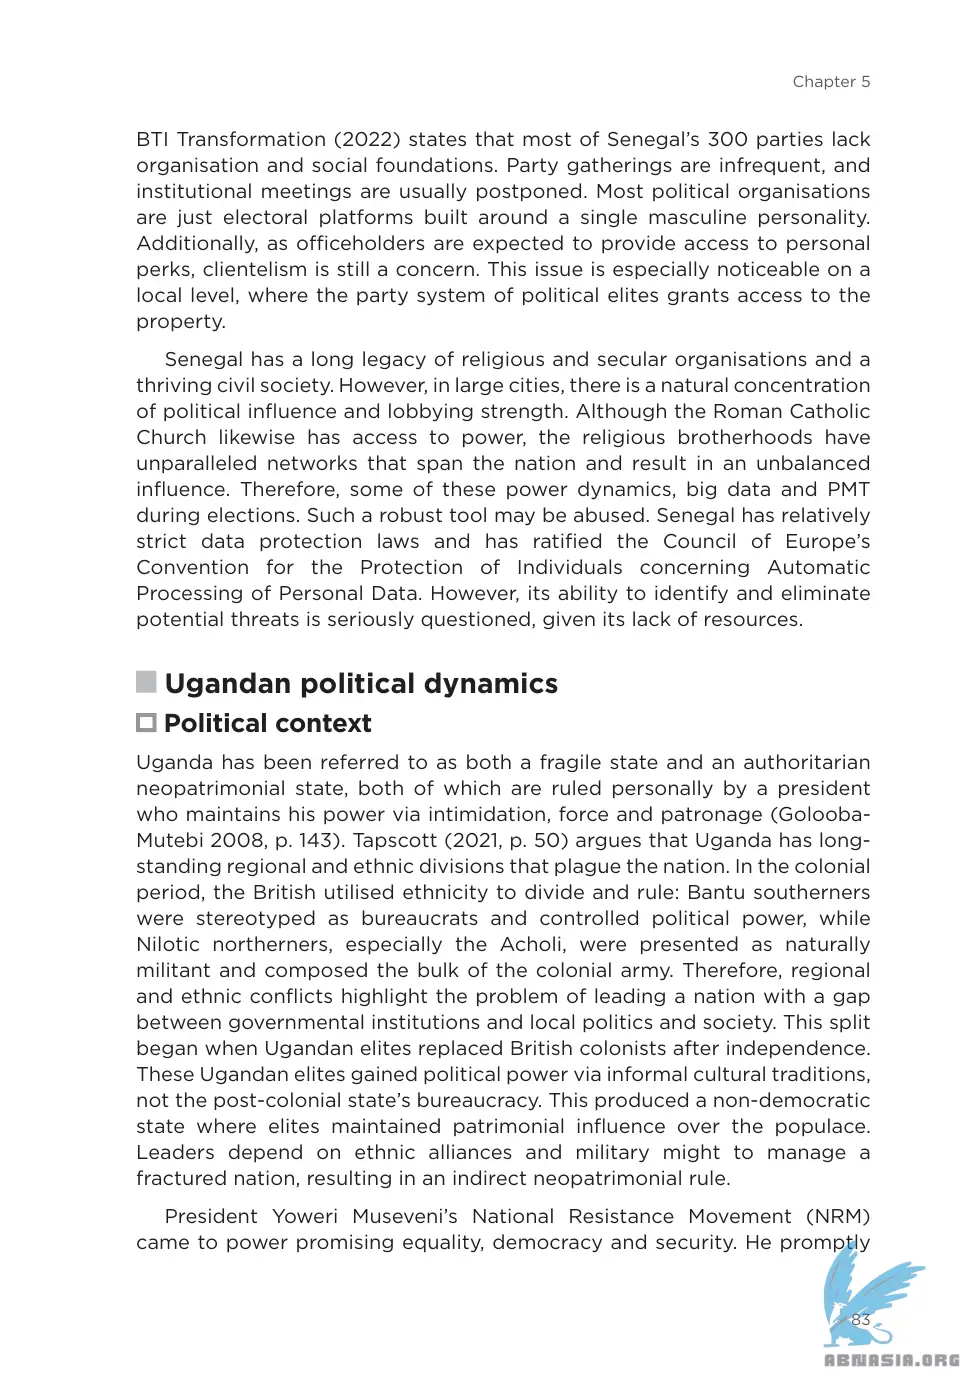 Chapter 5
BTI Transformation (2022) states that most of Senegal’s 300 parties lack
organisation and social foundations. Party gatherings are infrequent, and
institutional meetings are usually postponed. Most political organisations
are just electoral platforms built around a single masculine personality.
Additionally, as officeholders are expected to provide access to personal
perks, clientelism is still a concern. This issue is especially noticeable on a
local level, where the party system of political elites grants access to the
property.
Senegal has a long legacy of religious and secular organisations and a
thriving civil society. However, in large cities, there is a natural concentration
of political influence and lobbying strength. Although the Roman Catholic
Church likewise has access to power, the religious brotherhoods have
unparalleled networks that span the nation and result in an unbalanced
influence. Therefore, some of these power dynamics, big data and PMT
during elections. Such a robust tool may be abused. Senegal has relatively
strict data protection laws and has ratified the Council of Europe’s
Convention for the Protection of Individuals concerning Automatic
Processing of Personal Data. However, its ability to identify and eliminate
potential threats is seriously questioned, given its lack of resources.
Ugandan political dynamics
Political context
Uganda has been referred to as both a fragile state and an authoritarian
neopatrimonial state, both of which are ruled personally by a president
who maintains his power via intimidation, force and patronage (Golooba-
Mutebi 2008, p. 143). Tapscott (2021, p. 50) argues that Uganda has long-
standing regional and ethnic divisions that plague the nation. In the colonial
period, the British utilised ethnicity to divide and rule: Bantu southerners
were stereotyped as bureaucrats and controlled political power, while
Nilotic northerners, especially the Acholi, were presented as naturally
militant and composed the bulk of the colonial army. Therefore, regional
and ethnic conflicts highlight the problem of leading a nation with a gap
between governmental institutions and local politics and society. This split
began when Ugandan elites replaced British colonists after independence.
These Ugandan elites gained political power via informal cultural traditions,
not the post-colonial state’s bureaucracy. This produced a non-democratic
state where elites maintained patrimonial influence over the populace.
Leaders depend on ethnic alliances and military might to manage a
fractured nation, resulting in an indirect neopatrimonial rule.
President Yoweri Museveni’s National Resistance Movement (NRM)
came to power promising equality, democracy and security. He promptly
83
ABNASIA.ORG